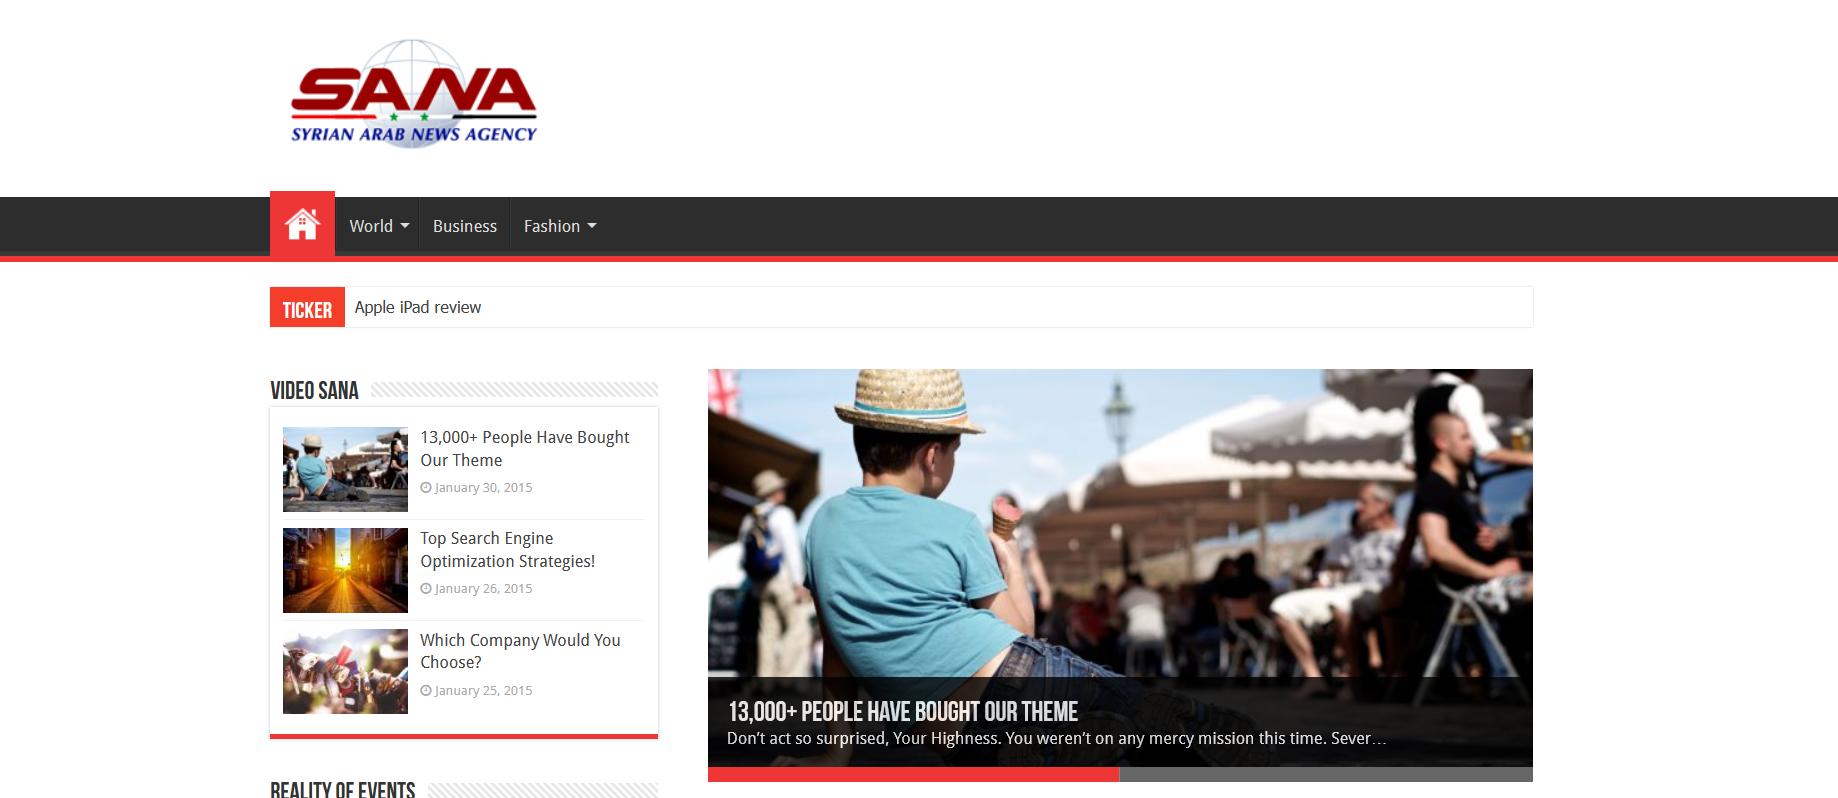 SANA
SYRIAN ARAB NEWS AGENCY
World
Business
Fashion
TICKER
Apple iPad review
VIDEO SANA
13,000+ People Have Bought
Our Theme
January 30, 2015
Top Search Engine
Optimization Strategies!
January 26, 2015
Which Company Would You
Choose?
January 25, 2015
REALITY OF EVENTS
13,000+ PEOPLE HAVE BOUGHT OUR THEME
Don’t act so surprised, Your Highness. You weren’t on any mercy mission this time. Sever…